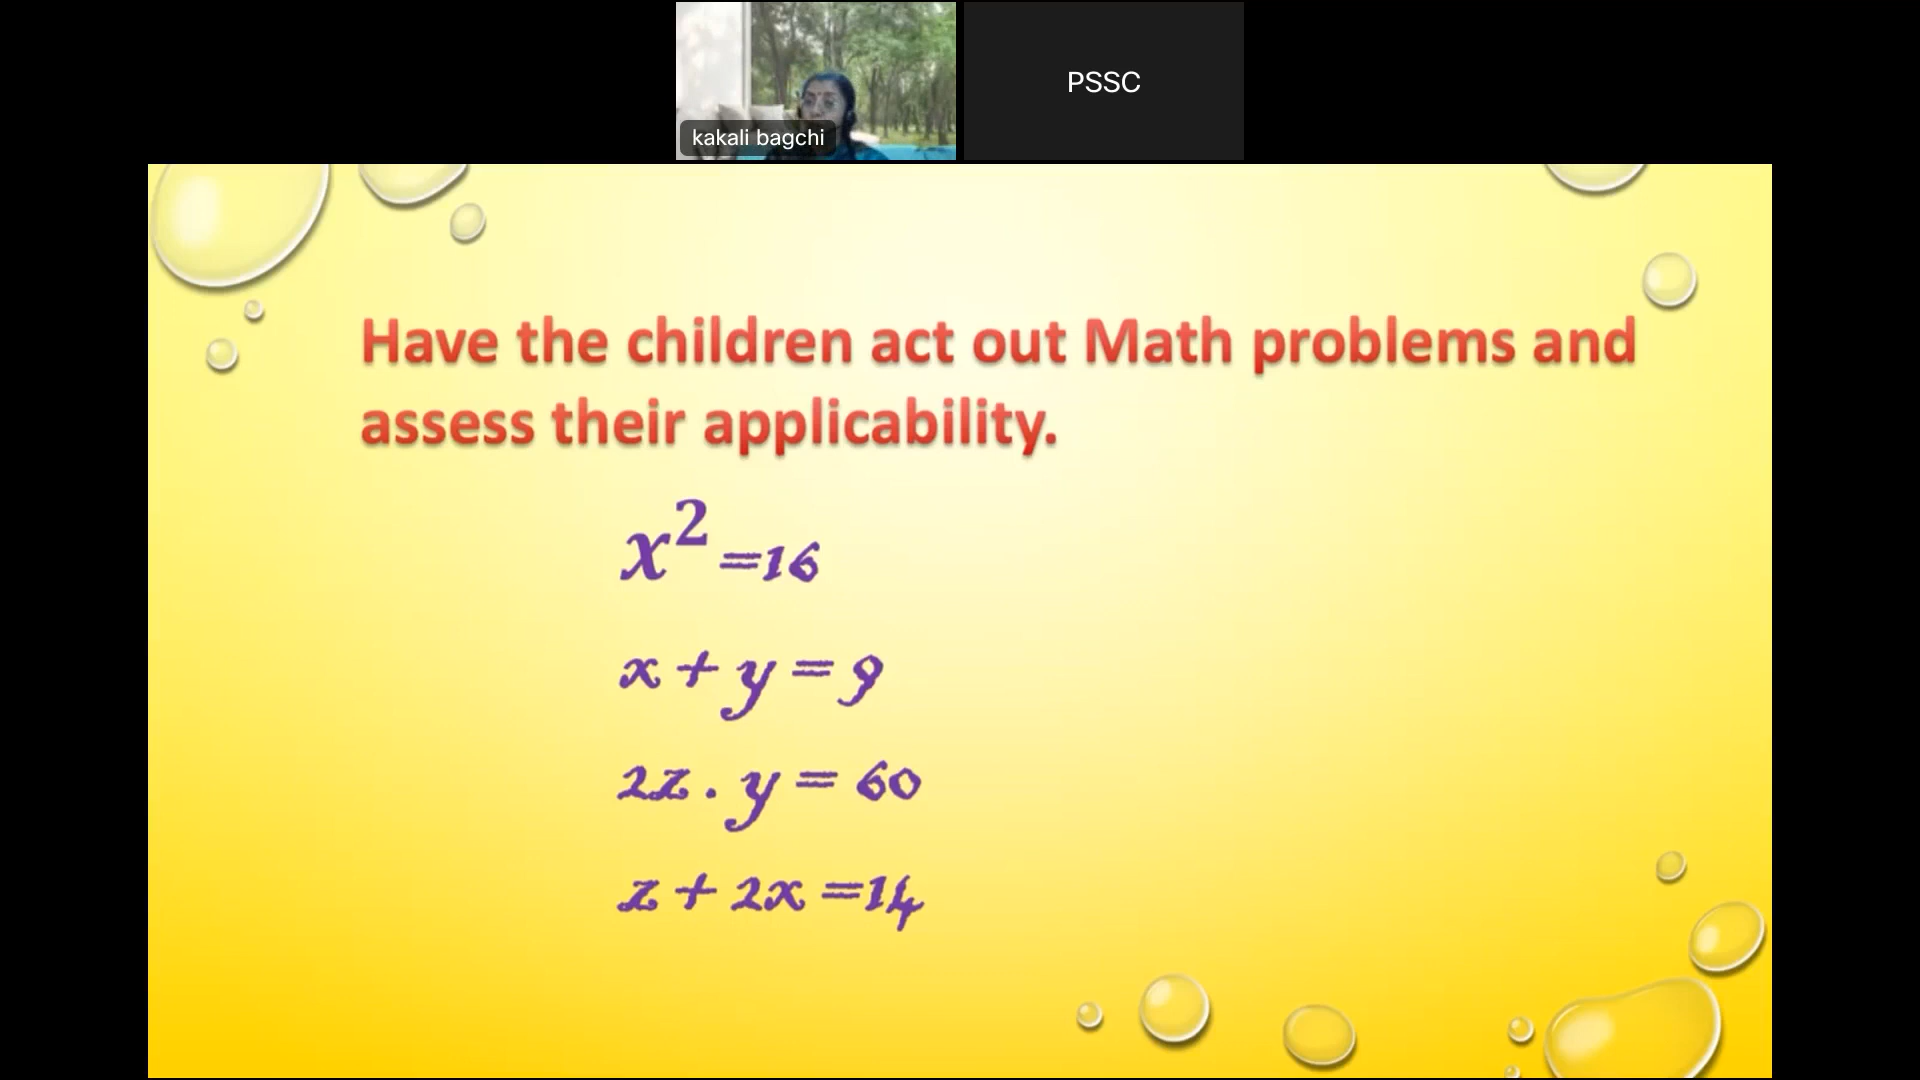 kakali bagchi
PSSC
Have the children act out Math problems and
assess their applicability.
x²=16
x + y = 9
2z . y = 60
z + 2x =14